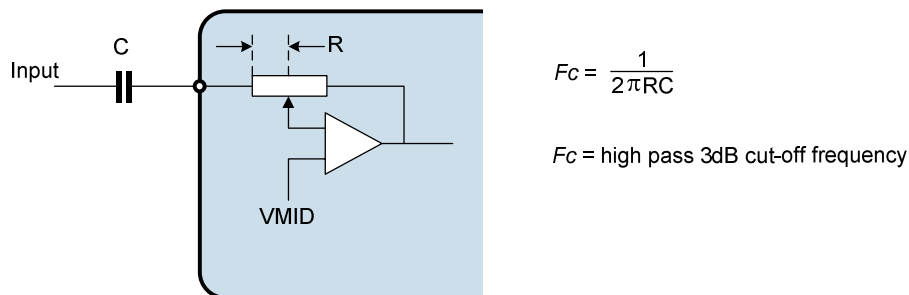 C
R
Input
VMID
Fc = 1 / 2πRC
Fc = high pass 3dB cut-off frequency